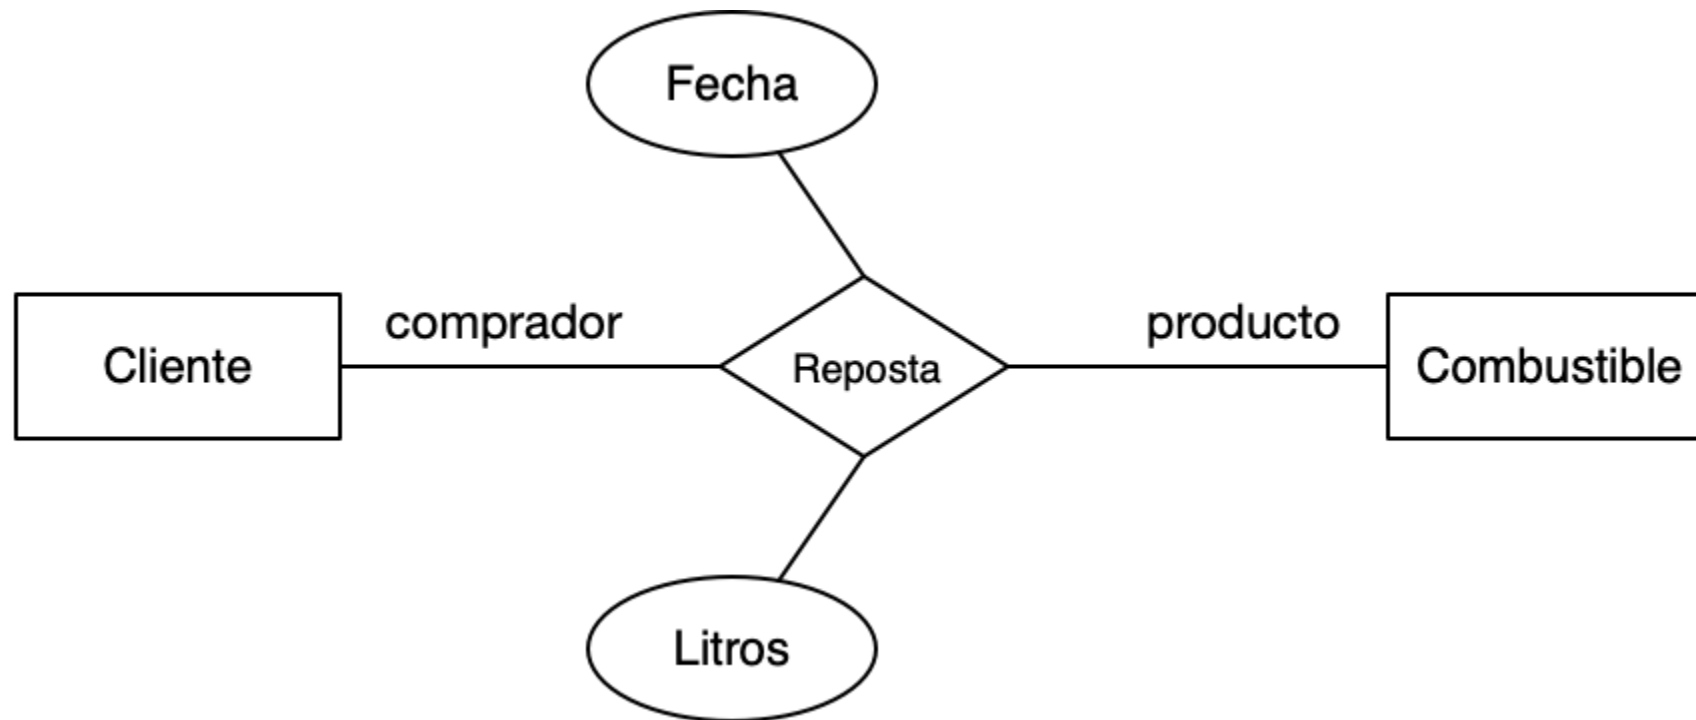 Fecha
comprador
producto
Cliente
Reposta
Combustible
Litros